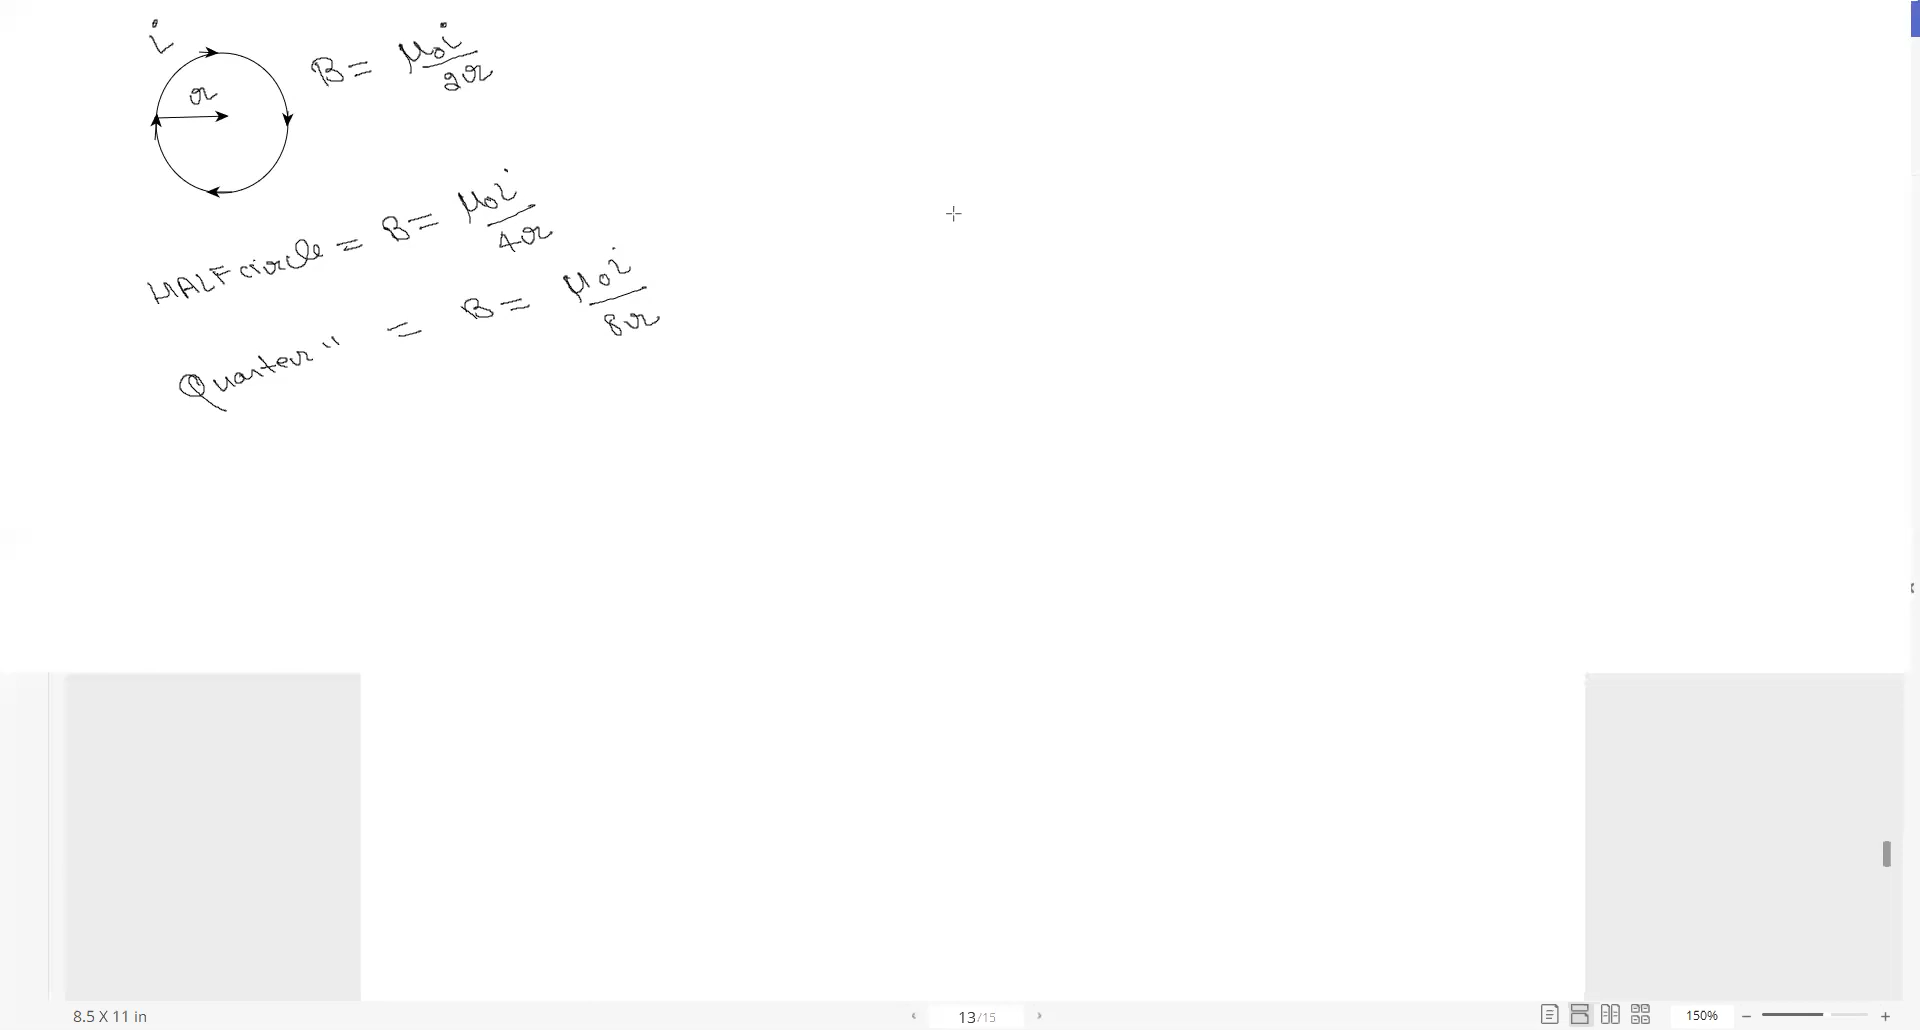 i
r
B = μ₀i / 2r
HALF circle = B = μ₀i / 4r
Quarter " = B = μ₀i / 8r
8.5 X 11 in
13/15
150%